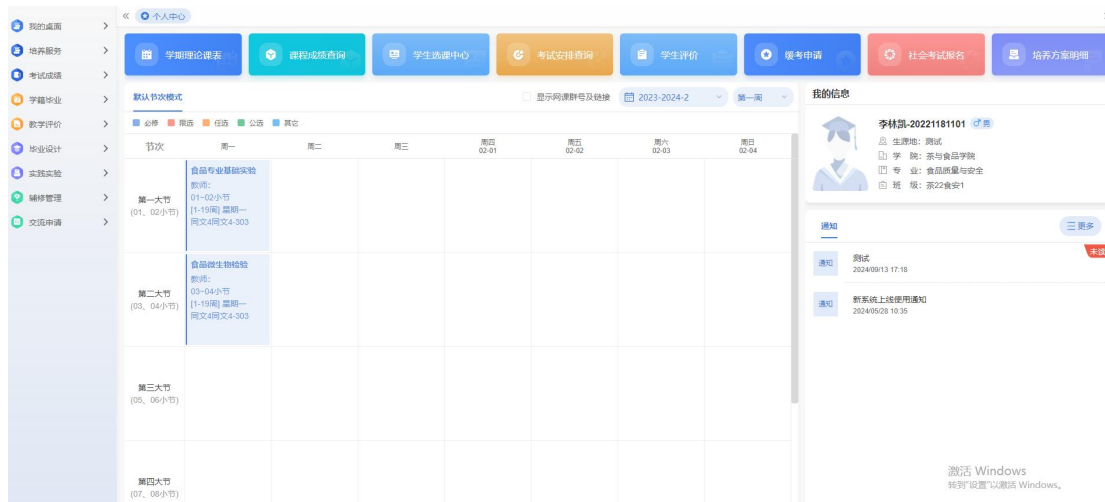 我的桌面
培养服务
考试成绩
学籍毕业
教学评价
毕业设计
实践实验
辅修管理
交流申请
个人中心
学期理论课表
课程成绩查询
学生选课中心
考试安排查询
学生评价
缓考申请
社会考试报名
培养方案明细
默认节次模式
显示网课群号及链接
2023-2024-2
第一周
必修 限选 任选 公选 其它
节次 周一 周二 周三 周四 周五 周六 周日
02-01 02-02 02-03 02-04
第一大节
(01、02小节)
食品专业基础实验
教师:
01~02小节
[1-19周] 星期一
同文4同文4-303
第二大节
(03、04小节)
食品微生物检验
教师:
03~04小节
[1-19周] 星期一
同文4同文4-303
第三大节
(05、06小节)
第四大节
(07、08小节)
我的信息
李林凯-20221181101 男
生源地: 测试
学 院: 茶与食品学院
专 业: 食品质量与安全
班 级: 茶22食安1
通知
更多
通知
测试
2024/09/13 17:18
未读
通知
新系统上线使用通知
2024/05/28 10:35
激活 Windows
转到"设置"以激活 Windows。